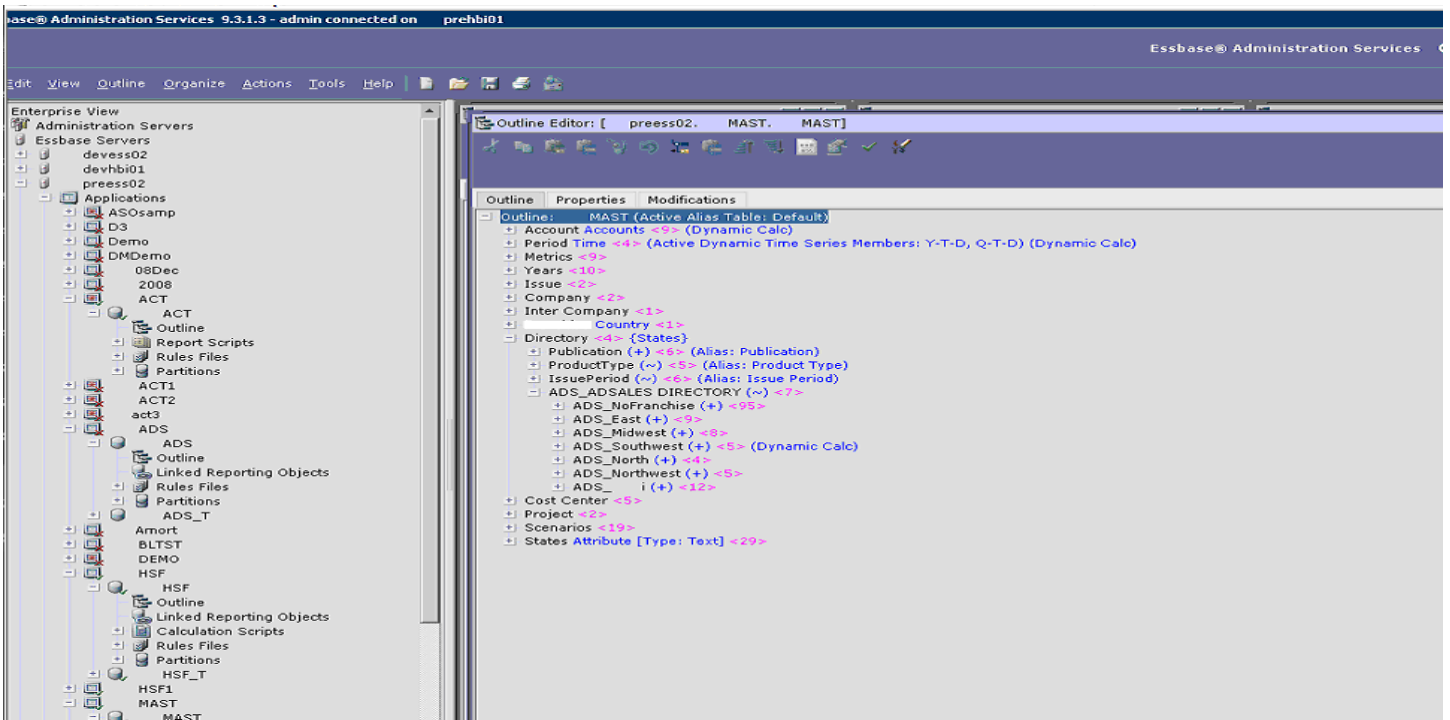 ase® Administration Services 9.3.1.3 - admin connected on prehbi01
Essbase® Administration Services
Edit View Outline Organize Actions Tools Help
Enterprise View
Administration Servers
Essbase Servers
devess02
devhbi01
preess02
Applications
ASOsamp
D3
Demo
DMDemo
08Dec
2008
ACT
ACT
Outline
Report Scripts
Rules Files
Partitions
ACT1
ACT2
act3
ADS
ADS
Outline
Linked Reporting Objects
Rules Files
Partitions
ADS_T
Amort
BLTST
DEMO
HSF
HSF
Outline
Linked Reporting Objects
Calculation Scripts
Rules Files
Partitions
HSF_T
HSF1
MAST
MAST
Outline Editor: [ preess02. MAST. MAST]
Outline Properties Modifications
Outline: MAST (Active Alias Table: Default)
Account Accounts <9> (Dynamic Calc)
Period Time <4> (Active Dynamic Time Series Members: Y-T-D, Q-T-D) (Dynamic Calc)
Metrics <9>
Years <10>
Issue <2>
Company <2>
Inter Company <1>
Country <1>
Directory <4> {States}
Publication (+) <6> (Alias: Publication)
ProductType (~) <5> (Alias: Product Type)
IssuePeriod (~) <6> (Alias: Issue Period)
ADS_ADSALES DIRECTORY (~) <7>
ADS_NoFranchise (+) <95>
ADS_East (+) <9>
ADS_Midwest (+) <8>
ADS_Southwest (+) <5> (Dynamic Calc)
ADS_North (+) <4>
ADS_Northwest (+) <5>
ADS_ i (+) <12>
Cost Center <5>
Project <2>
Scenarios <19>
States Attribute [Type: Text] <29>